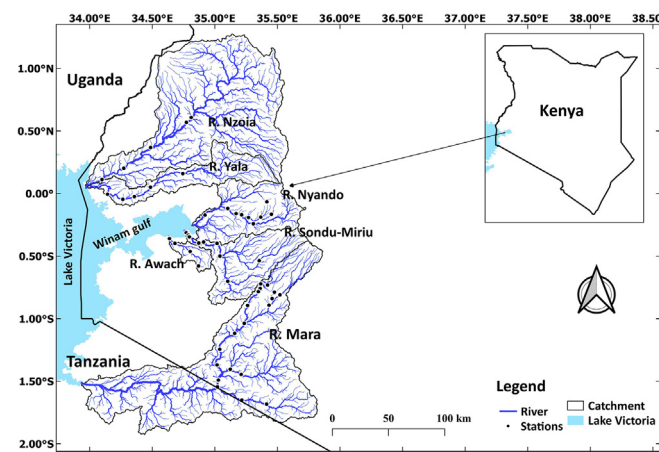 34.00°E 34.50°E 35.00°E 35.50°E 36.00°E 36.50°E 37.00°E 37.50°E 38.00°E 38.50°E
1.00°N
0.50°N
0.00°
0.50°S
1.00°S
1.50°S
2.00°S
Uganda
R. Nzoia
R. Yala
R. Nyando
Winam gulf
R. Sondu-Miriu
Lake Victoria
R. Awach
R. Mara
Tanzania
Kenya
0 50 100 km
Legend
River
Stations
Catchment
Lake Victoria